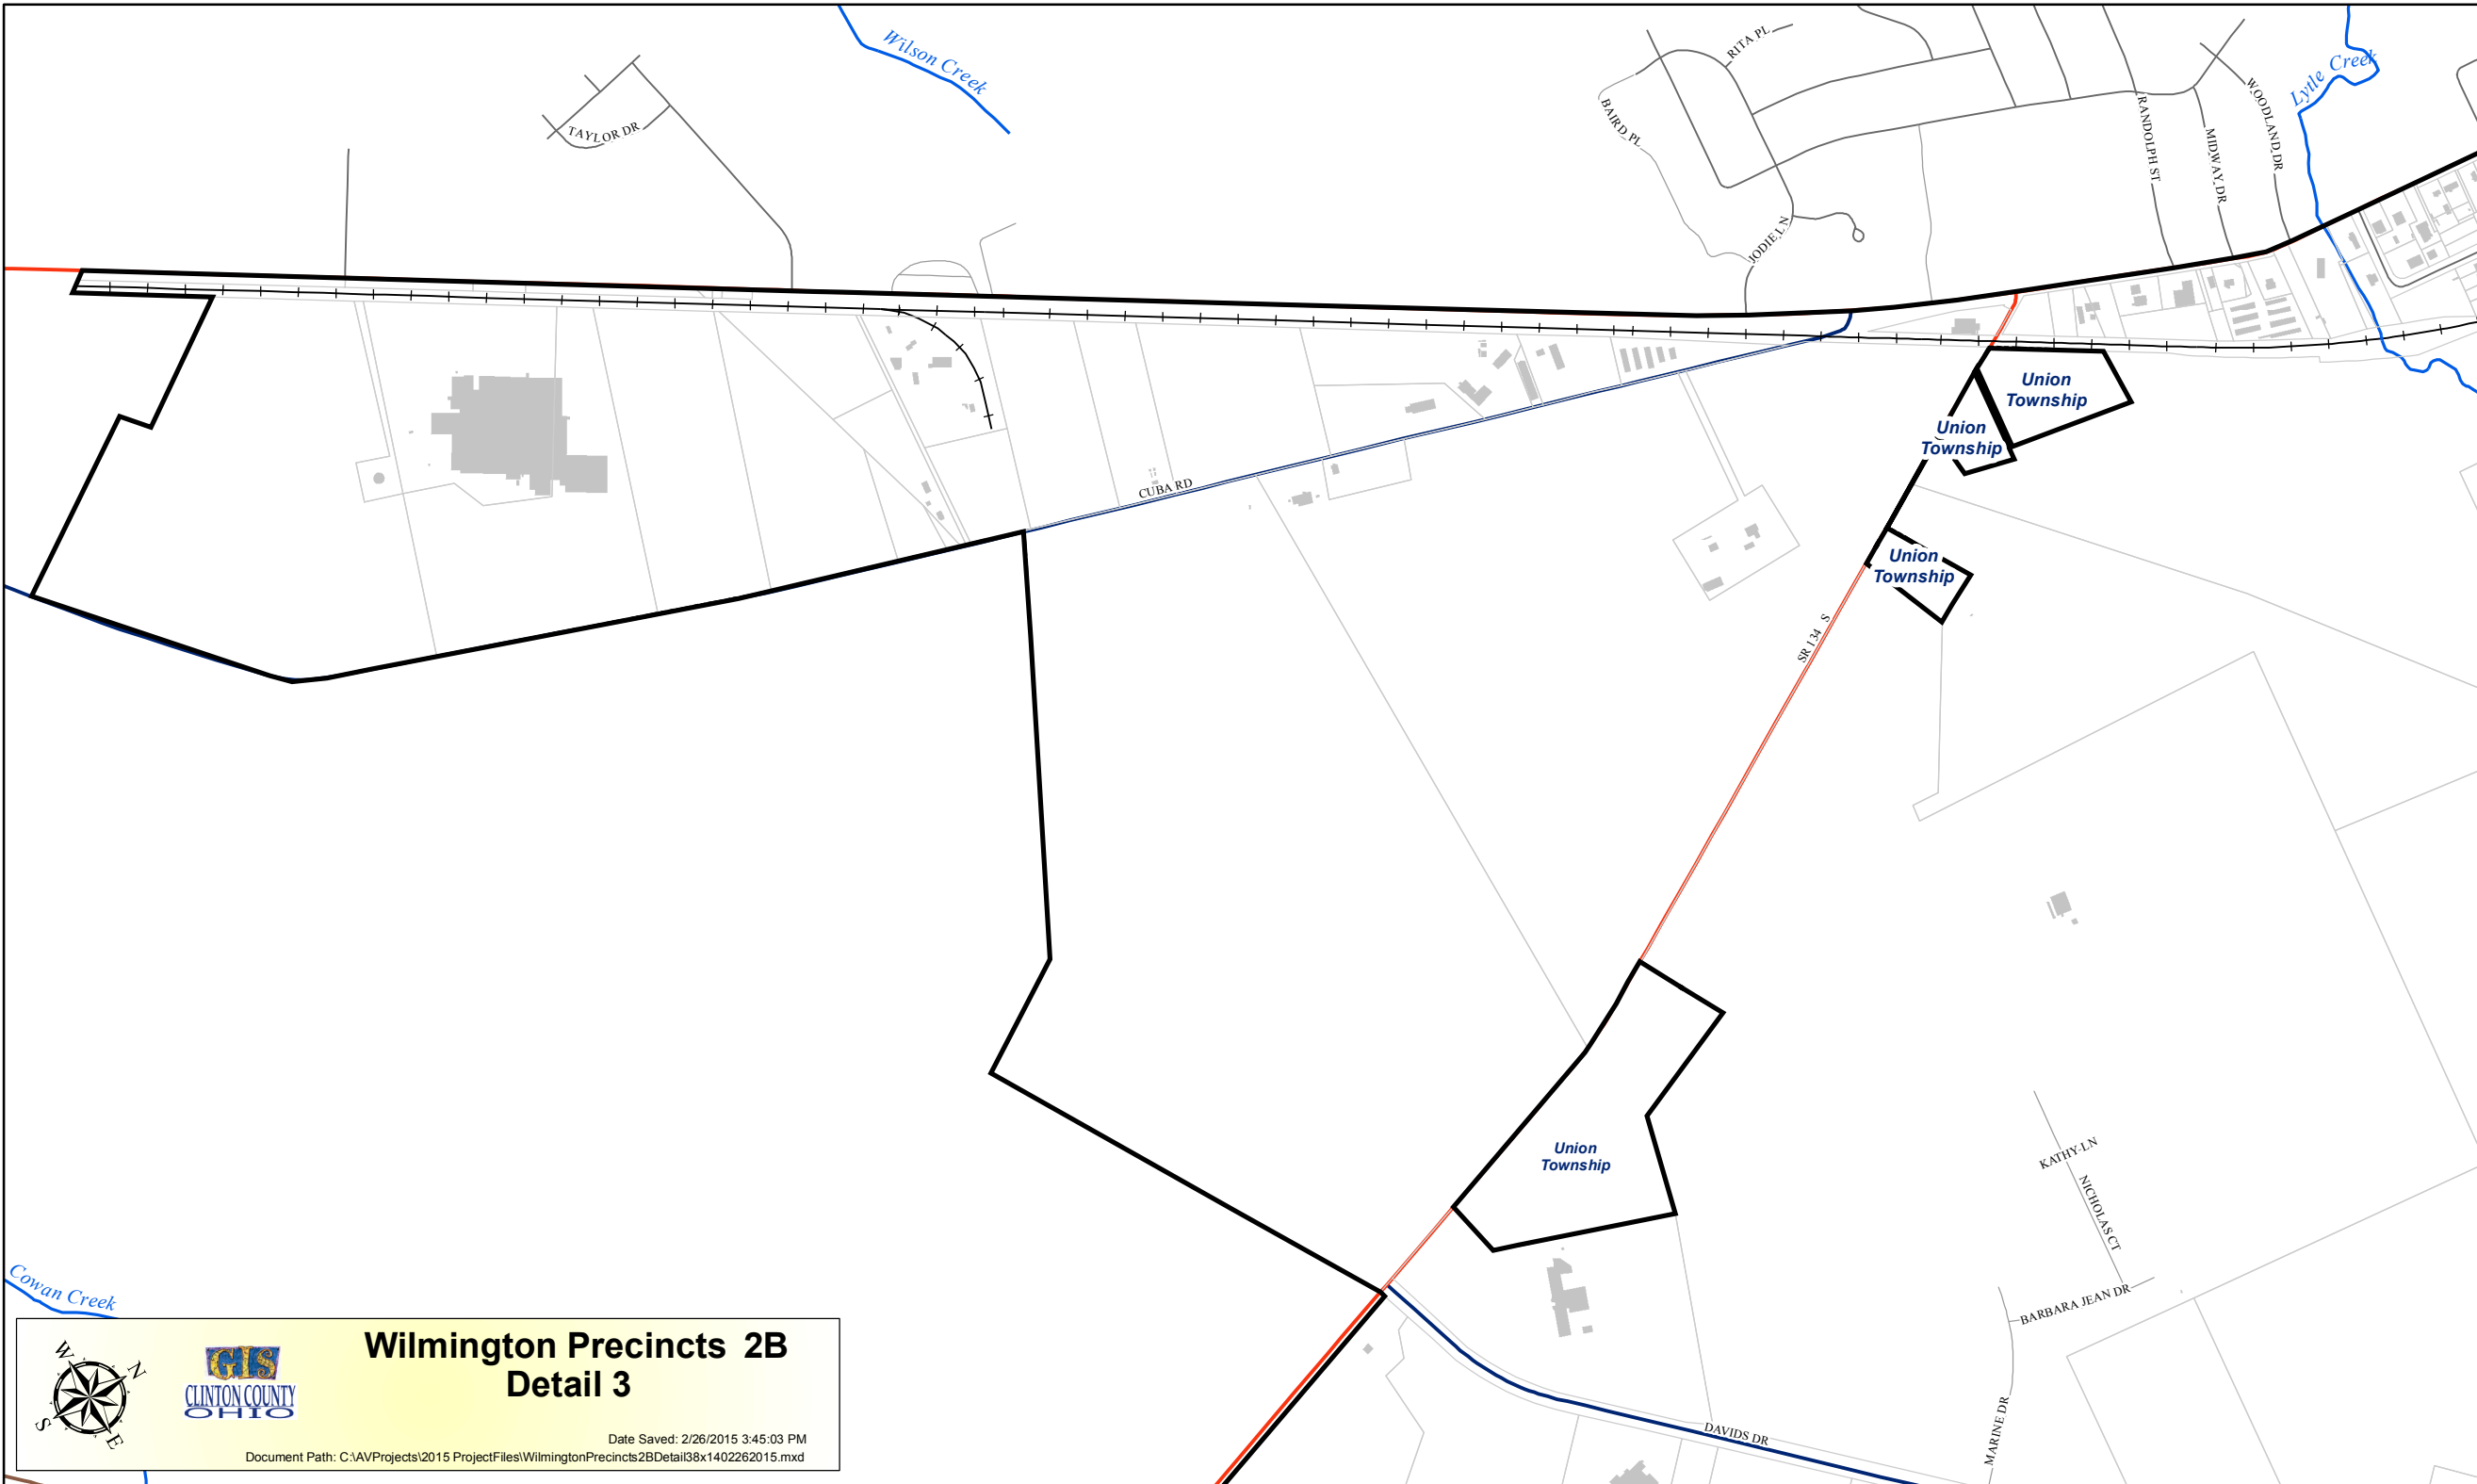 Wilson Creek
TAYLOR DR
RITA PL
BAIRD PL
JODIE LN
RANDOLPH ST
MIDWAY DR
WOODLAND DR
Lytle Creek
Union
Township
Union
Township
Union
Township
CUBA RD
SR 134 S
Union
Township
KATHY LN
NICHOLAS CT
BARBARA JEAN DR
MARINE DR
DAVIDS DR
Cowan Creek
W
N
S
E
GIS
CLINTON COUNTY
OHIO
Wilmington Precincts 2B
Detail 3
Date Saved: 2/26/2015 3:45:03 PM
Document Path: C:\AVProjects\2015 ProjectFiles\WilmingtonPrecincts2BDetail38x1402262015.mxd